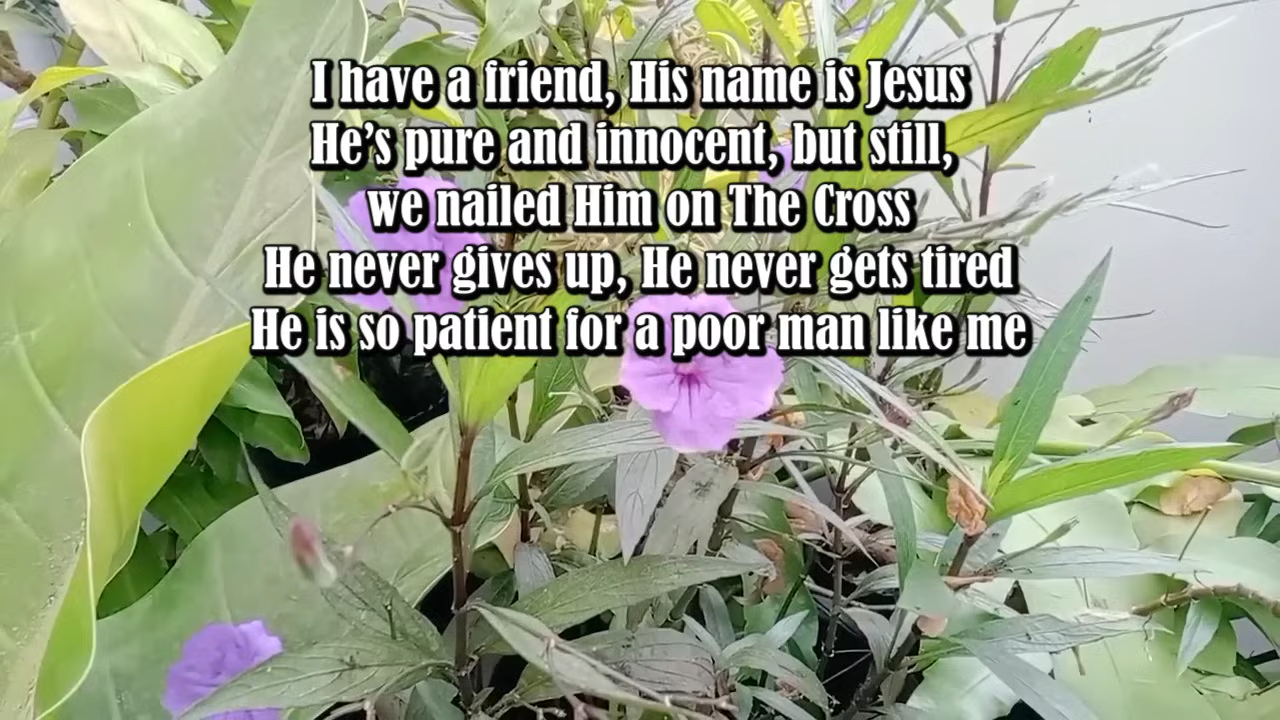 I have a friend, His name is Jesus
He's pure and innocent, but still,
we nailed Him on The Cross
He never gives up, He never gets tired
He is so patient for a poor man like me